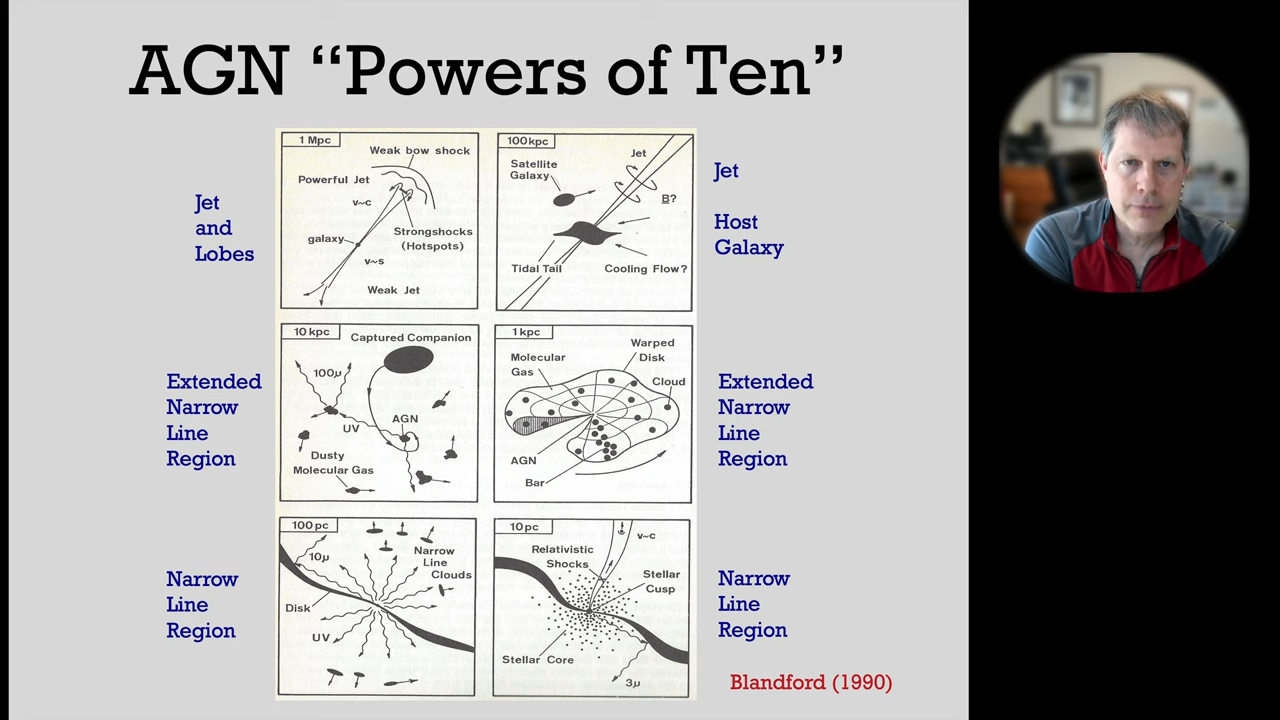 AGN “Powers of Ten”
Jet
and
Lobes
1 Mpc
Weak bow shock
Powerful Jet
v~c
galaxy
Strongshocks
(Hotspots)
v~s
Weak Jet
100kpc
Jet
Satellite
Galaxy
B?
Tidal Tail
Cooling Flow?
Jet
Host
Galaxy
Extended
Narrow
Line
Region
10 kpc
Captured Companion
100μ
UV
AGN
Dusty
Molecular Gas
1 kpc
Warped
Disk
Molecular
Gas
Cloud
AGN
Bar
Extended
Narrow
Line
Region
Narrow
Line
Region
100 pc
10μ
Narrow
Line
Clouds
Disk
UV
10 pc
v~c
Relativistic
Shocks
Stellar
Cusp
Stellar Core
3μ
Narrow
Line
Region
Blandford (1990)